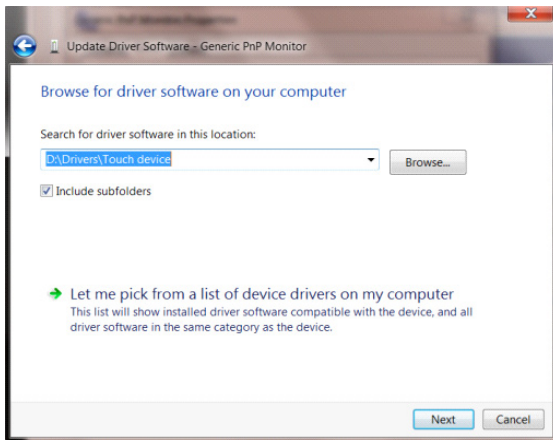 Update Driver Software - Generic PnP Monitor
Browse for driver software on your computer
Search for driver software in this location:
D:\Drivers\Touch device
Browse...
Include subfolders
Let me pick from a list of device drivers on my computer
This list will show installed driver software compatible with the device, and all
driver software in the same category as the device.
Next
Cancel